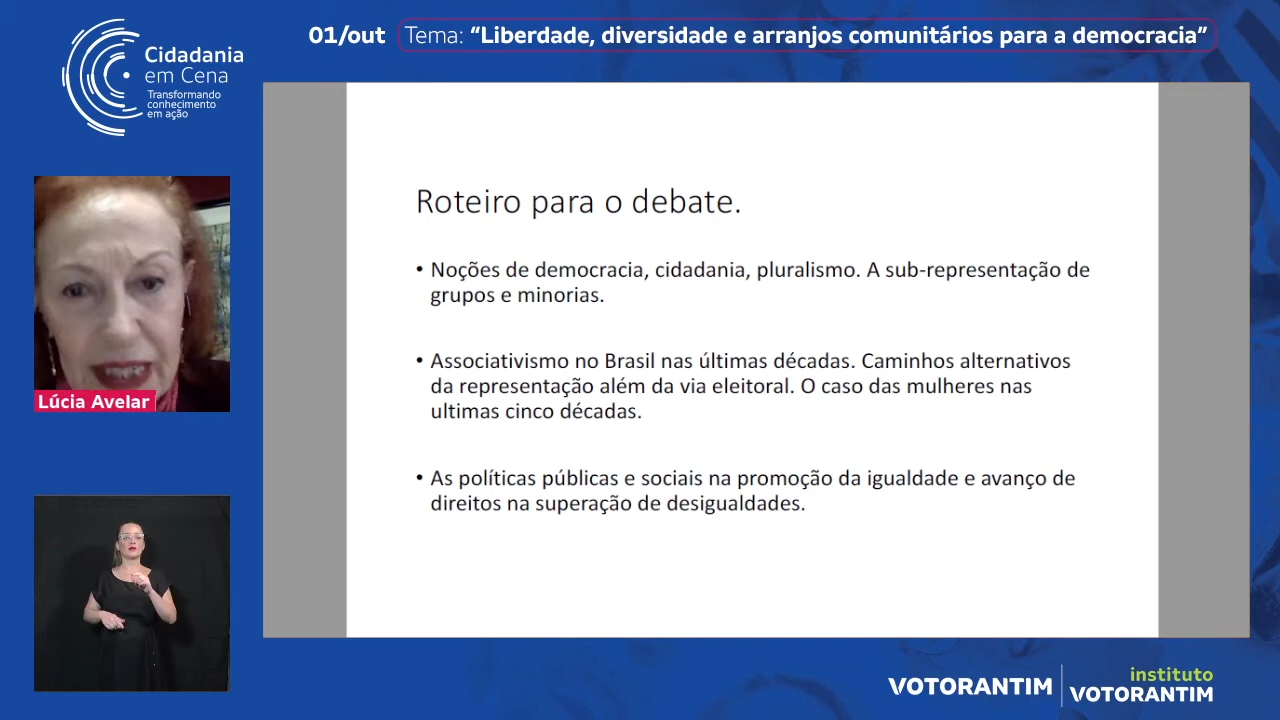 01/out Tema: “Liberdade, diversidade e arranjos comunitários para a democracia”
Cidadania
em Cena
Transformando
conhecimento
em ação
Roteiro para o debate.
• Noções de democracia, cidadania, pluralismo. A sub-representação de
grupos e minorias.
• Associativismo no Brasil nas últimas décadas. Caminhos alternativos
da representação além da via eleitoral. O caso das mulheres nas
ultimas cinco décadas.
• As políticas públicas e sociais na promoção da igualdade e avanço de
direitos na superação de desigualdades.
Lúcia Avelar
VOTORANTIM
instituto
VOTORANTIM